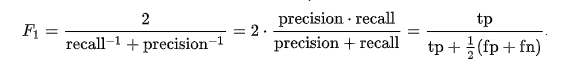 F₁ = 2 / (recall⁻¹ + precision⁻¹) = 2 · (precision · recall) / (precision + recall) = tp / (tp + ½(fp + fn)).